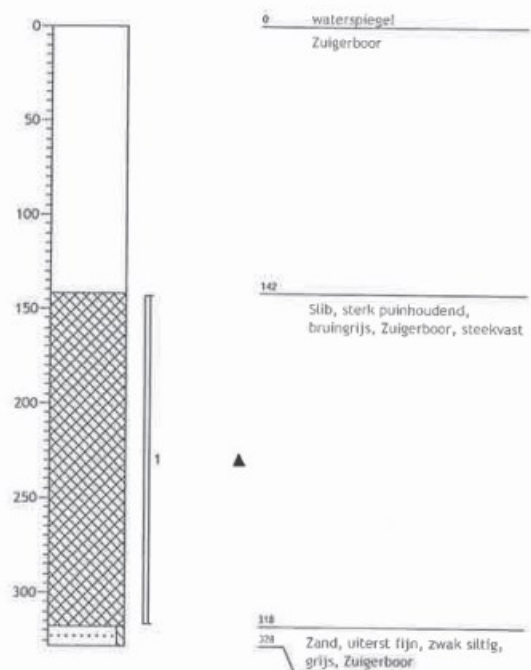 0
50
100
150
200
250
300
1
0 waterspiegel
Zuigerboor
142
Slib, sterk puinhoudend,
bruingrijs, Zuigerboor, steekvast
318
328
Zand, uiterst fijn, zwak siltig,
grijs, Zuigerboor